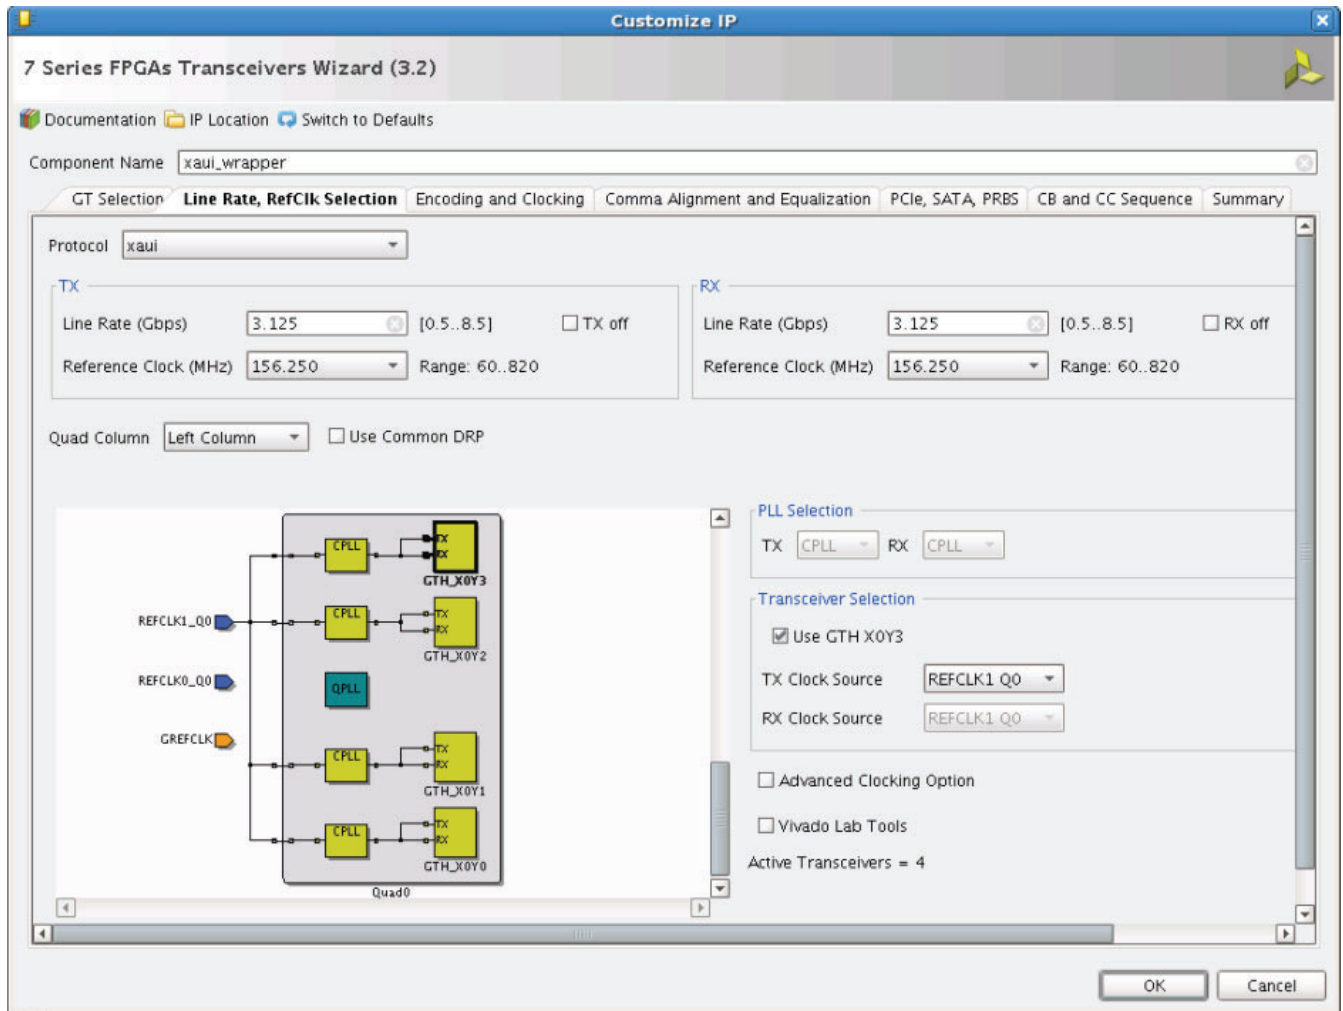 Customize IP
7 Series FPGAs Transceivers Wizard (3.2)
Documentation IP Location Switch to Defaults
Component Name xaui_wrapper
GT Selection Line Rate, RefClk Selection Encoding and Clocking Comma Alignment and Equalization PCIe, SATA, PRBS CB and CC Sequence Summary
Protocol xaui
TX
Line Rate (Gbps) 3.125 [0.5..8.5] TX off
Reference Clock (MHz) 156.250 Range: 60..820
RX
Line Rate (Gbps) 3.125 [0.5..8.5] RX off
Reference Clock (MHz) 156.250 Range: 60..820
Quad Column Left Column Use Common DRP
CPLL TX
RX
GTH_X0Y3
REFCLK1_Q0 CPLL TX
RX
GTH_X0Y2
REFCLK0_Q0 QPLL
GREFCLK
CPLL TX
RX
GTH_X0Y1
CPLL TX
RX
GTH_X0Y0
Quad0
PLL Selection
TX CPLL RX CPLL
Transceiver Selection
Use GTH X0Y3
TX Clock Source REFCLK1 Q0
RX Clock Source REFCLK1 Q0
Advanced Clocking Option
Vivado Lab Tools
Active Transceivers = 4
OK Cancel